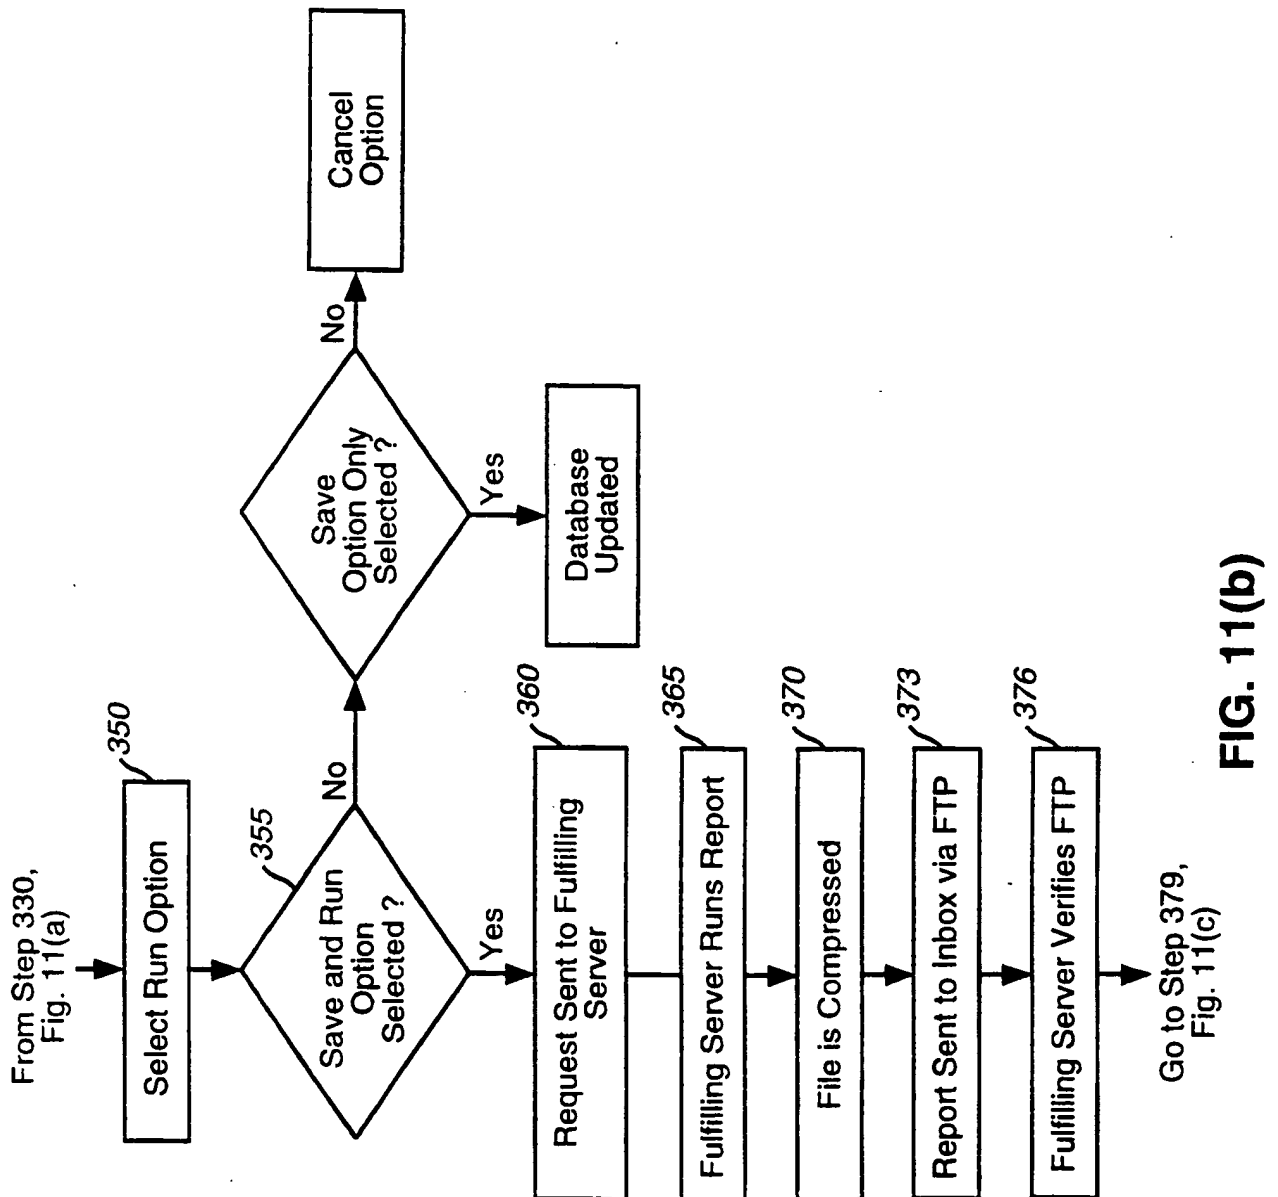 From Step 330,
Fig. 11(a)
350
Select Run Option
355
Save and Run
Option
Selected ?
No
Yes
Save
Option Only
Selected ?
No
Yes
Cancel
Option
Database
Updated
360
Request Sent to Fulfilling
Server
365
Fulfilling Server Runs Report
370
File is Compressed
373
Report Sent to Inbox via FTP
376
Fulfilling Server Verifies FTP
Go to Step 379,
Fig. 11(c)
FIG. 11(b)